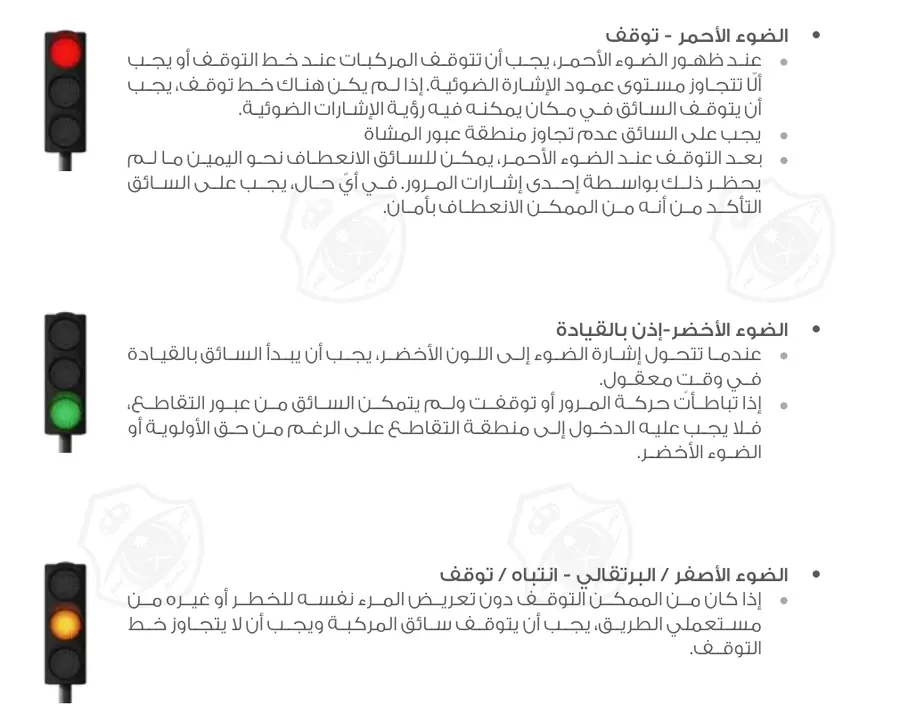 الضوء الأحمر - توقف
عند ظهور الضوء الأحمر، يجب أن تتوقف المركبات عند خط التوقف أو يجب
ألّا تتجاوز مستوى عمود الإشارة الضوئية. إذا لم يكن هناك خط توقف، يجب
أن يتوقف السائق في مكان يمكنه فيه رؤية الإشارات الضوئية.
يجب على السائق عدم تجاوز منطقة عبور المشاة
بعد التوقف عند الضوء الأحمر، يمكن للسائق الانعطاف نحو اليمين ما لم
يحظر ذلك بواسطة إحدى إشارات المرور. في أيّ حال، يجب على السائق
التأكد من أنه من الممكن الانعطاف بأمان.
الضوء الأخضر-إذن بالقيادة
عندما تتحول إشارة الضوء إلى اللون الأخضر، يجب أن يبدأ السائق بالقيادة
في وقت معقول.
إذا تباطأت حركة المرور أو توقفت ولم يتمكن السائق من عبور التقاطع،
فلا يجب عليه الدخول إلى منطقة التقاطع على الرغم من حق الأولوية أو
الضوء الأخضر.
الضوء الأصفر / البرتقالي - انتباه / توقف
إذا كان من الممكن التوقف دون تعريض المرء نفسه للخطر أو غيره من
مستعملي الطريق، يجب أن يتوقف سائق المركبة ويجب أن لا يتجاوز خط
التوقف.